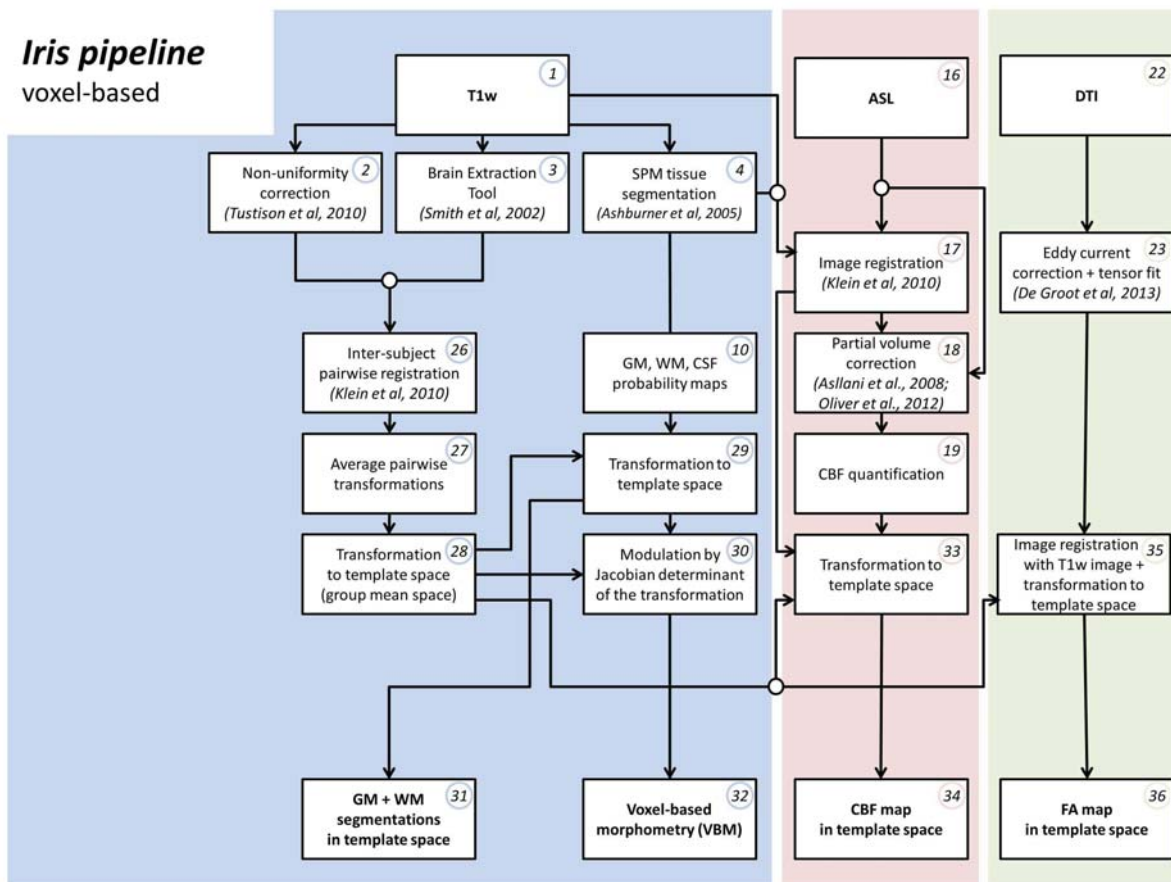 Iris pipeline
voxel-based
1
T1w
16
ASL
22
DTI
2
Non-uniformity
correction
(Tustison et al, 2010)
3
Brain Extraction
Tool
(Smith et al, 2002)
4
SPM tissue
segmentation
(Ashburner et al, 2005)
17
Image registration
(Klein et al, 2010)
23
Eddy current
correction + tensor fit
(De Groot et al, 2013)
26
Inter-subject
pairwise registration
(Klein et al, 2010)
10
GM, WM, CSF
probability maps
18
Partial volume
correction
(Asllani et al., 2008;
Oliver et al., 2012)
27
Average pairwise
transformations
29
Transformation to
template space
19
CBF quantification
28
Transformation
to template space
(group mean space)
30
Modulation by
Jacobian determinant
of the transformation
33
Transformation to
template space
35
Image registration
with T1w image +
transformation to
template space
31
GM + WM
segmentations
in template space
32
Voxel-based
morphometry (VBM)
34
CBF map
in template space
36
FA map
in template space